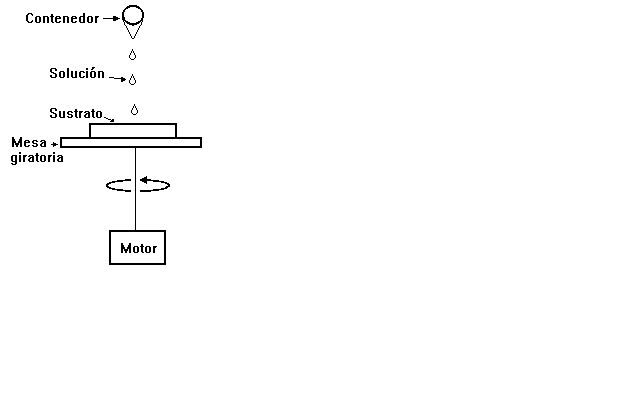 Contenedor
Solución
Sustrato
Mesa
giratoria
Motor